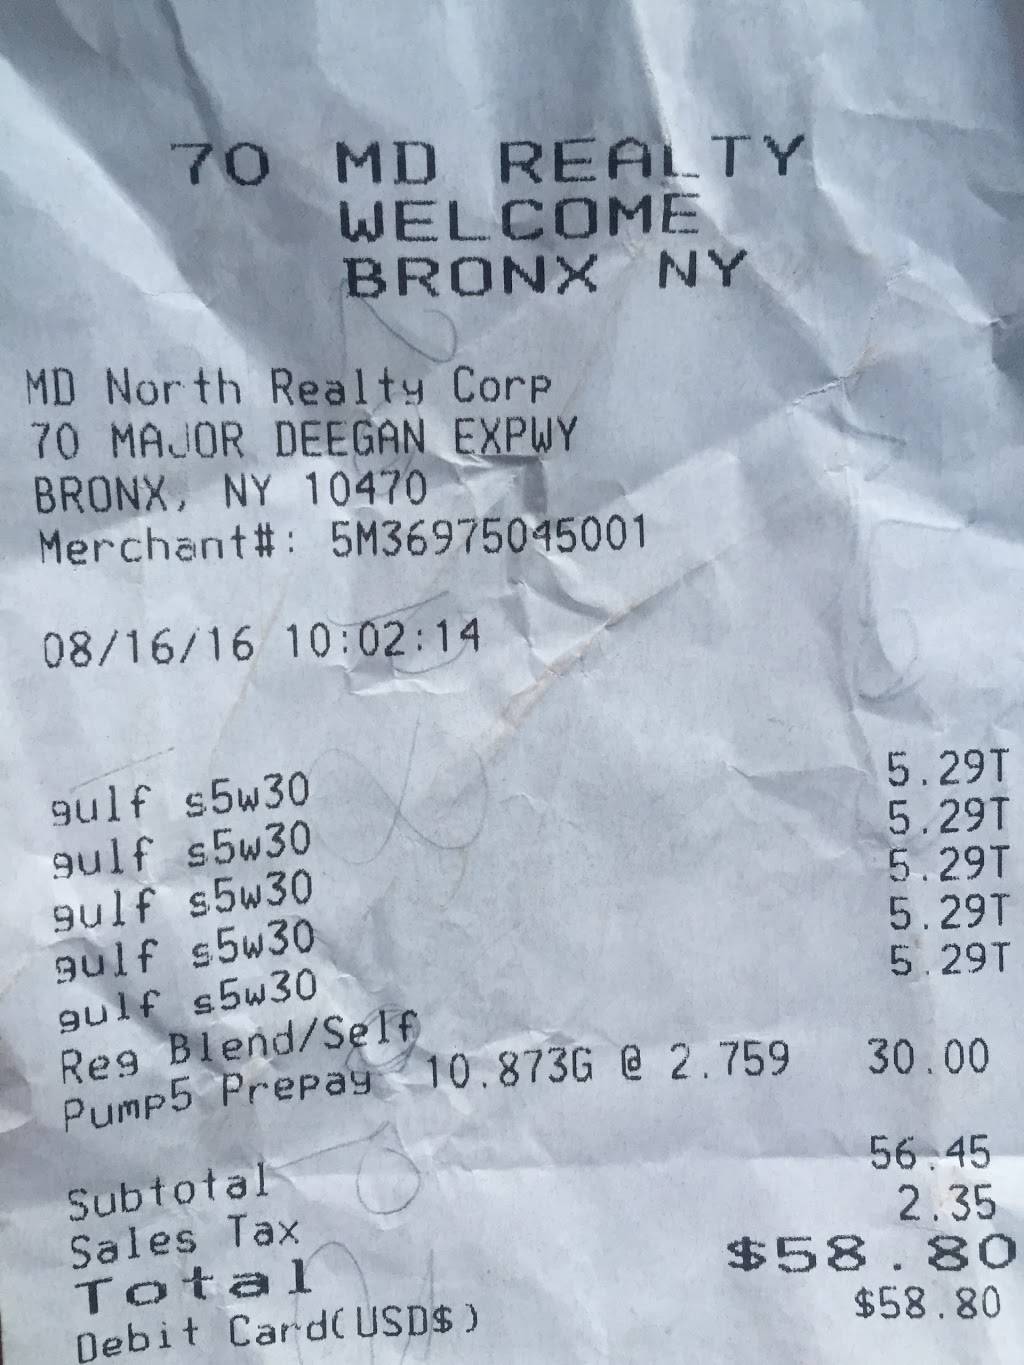 70 MD REALTY
WELCOME
BRONX NY
MD North Realty Corp
70 MAJOR DEEGAN EXPWY
BRONX, NY 10470
Merchant#: 5M36975045001
08/16/16 10:02:14
gulf s5w30 5.29T
gulf s5w30 5.29T
gulf s5w30 5.29T
gulf s5w30 5.29T
gulf s5w30 5.29T
Reg Blend/Self
Pump5 Prepay 10.873G @ 2.759 30.00
Subtotal 56.45
Sales Tax 2.35
Total $58.80
Debit Card(USD$) $58.80